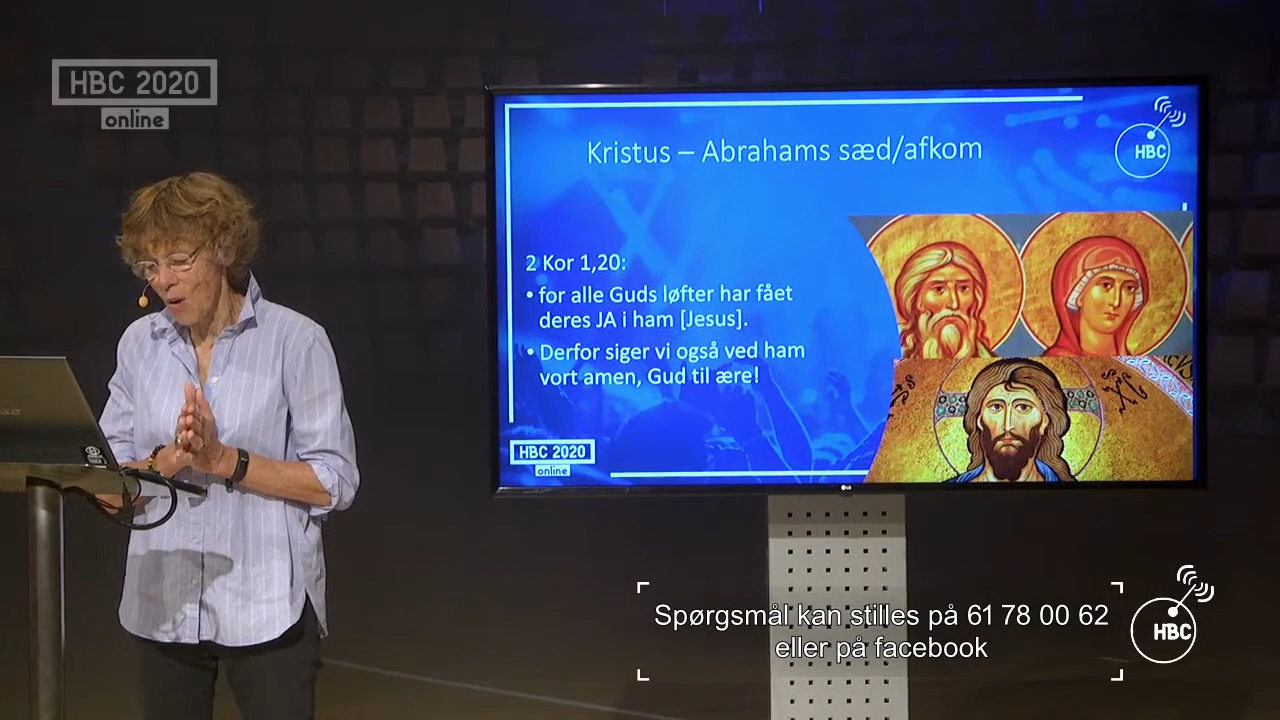 HBC 2020
online
Kristus – Abrahams sæd/afkom
HBC
2 Kor 1,20:
• for alle Guds løfter har fået
deres JA i ham [Jesus].
• Derfor siger vi også ved ham
vort amen, Gud til ære!
HBC 2020
online
LG
acer
Spørgsmål kan stilles på 61 78 00 62
eller på facebook
HBC